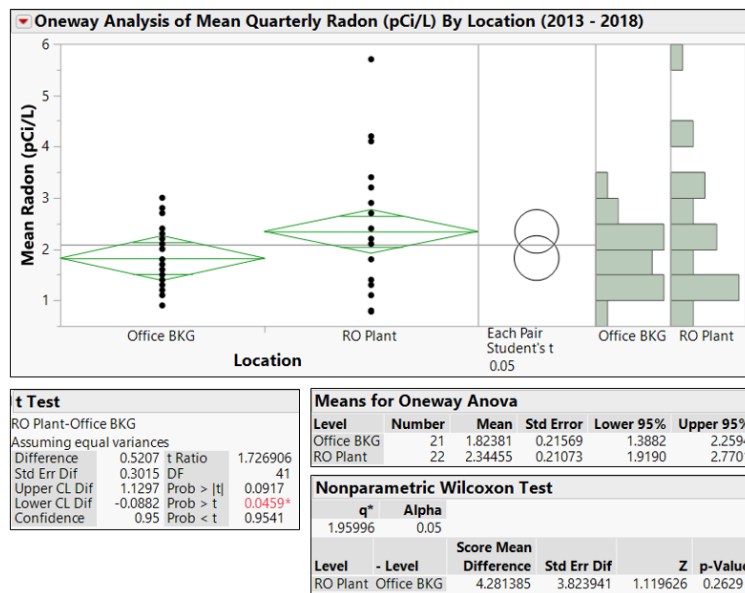 Oneway Analysis of Mean Quarterly Radon (pCi/L) By Location (2013 - 2018)
6
5
4
3
2
1
Mean Radon (pCi/L)
Office BKG
RO Plant
Location
Each Pair
Student's t
0.05
Office BKG
RO Plant
t Test
RO Plant-Office BKG
Assuming equal variances
Difference 0.5207 t Ratio 1.726906
Std Err Dif 0.3015 DF 41
Upper CL Dif 1.1297 Prob > |t| 0.0917
Lower CL Dif -0.0882 Prob > t 0.0459*
Confidence 0.95 Prob < t 0.9541
Means for Oneway Anova
Level Number Mean Std Error Lower 95% Upper 95%
Office BKG 21 1.82381 0.21569 1.3882 2.2594
RO Plant 22 2.34455 0.21073 1.9190 2.7701
Nonparametric Wilcoxon Test
q* Alpha
1.95996 0.05
Score Mean
Level - Level Difference Std Err Dif Z p-Value
RO Plant Office BKG 4.281385 3.823941 1.119626 0.2629